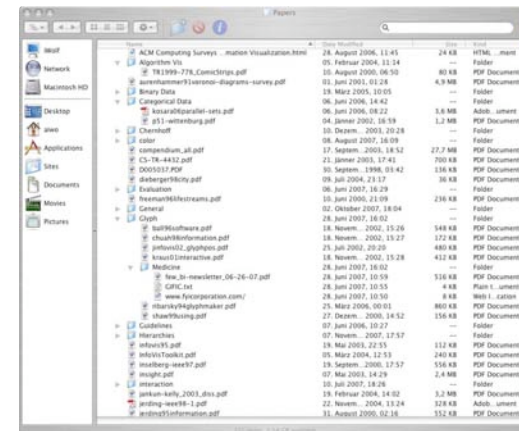 Papers
Name Date Modified Size Kind
iWolf
Network
Macintosh HD
Desktop
aiwo
Applications
Sites
Documents
Movies
Pictures
ACM Computing Surveys ...mation Visualization.html 28. August 2006, 11:45 24 KB HTML ...ment
Algorithm Vis 05. Februar 2004, 11:14 -- Folder
TR1999-778_ComicStrips.pdf 10. August 2000, 06:50 80 KB PDF Document
aurenhammer91voronoi-diagrams-survey.pdf 01. Juni 2001, 01:26 4,9 MB PDF Document
Binary Data 19. März 2005, 10:05 -- Folder
Categorical Data 06. Juni 2006, 14:42 -- Folder
kosara06parallel-sets.pdf 06. Juni 2006, 08:22 3,6 MB Adob...ument
p51-wittenburg.pdf 04. Jänner 2002, 16:59 1,2 MB PDF Document
Chernhoff 10. Dezem... 2003, 20:28 -- Folder
color 08. August 2007, 16:09 -- Folder
compendium_all.pdf 17. Septem...2003, 18:52 27,7 MB PDF Document
CS-TR-4432.pdf 21. Jänner 2003, 17:41 700 KB PDF Document
D005037.PDF 30. Septem...1998, 03:42 136 KB PDF Document
dieberger98city.pdf 09. Juli 2004, 23:17 36 KB PDF Document
Evaluation 06. Juni 2007, 16:29 -- Folder
freeman96lifestreams.pdf 10. Juni 2000, 21:09 236 KB PDF Document
General 02. Oktober 2007, 18:04 -- Folder
Glyph 28. Juni 2007, 16:02 -- Folder
ball96software.pdf 18. Novem... 2002, 15:26 548 KB PDF Document
chuah98information.pdf 18. Novem... 2002, 15:27 172 KB PDF Document
infovis02_glyphpos.pdf 25. Juli 2002, 20:20 480 KB PDF Document
kraus01interactive.pdf 18. Novem... 2002, 15:28 412 KB PDF Document
Medicine 28. Juni 2007, 16:02 -- Folder
few_bi-newsletter_06-26-07.pdf 28. Juni 2007, 10:59 516 KB PDF Document
GIFIC.txt 28. Juni 2007, 10:55 4 KB Plain t...ument
www.fyicorporation.com/ 28. Juni 2007, 10:50 8 KB Web I...cation
ribarsky94glyphmaker.pdf 25. März 2006, 00:01 860 KB PDF Document
shaw99using.pdf 27. Dezem... 2000, 14:52 156 KB PDF Document
Guidelines 07. Juni 2006, 10:27 -- Folder
Hierarchies 07. Novem... 2007, 17:57 -- Folder
infovis95.pdf 19. Mai 2003, 22:55 112 KB PDF Document
InfoVisToolkit.pdf 05. März 2004, 12:53 240 KB PDF Document
inselberg-ieee97.pdf 19. Septem...2000, 17:57 556 KB PDF Document
insight.pdf 07. Mai 2003, 14:29 2,4 MB PDF Document
interaction 10. Juli 2007, 18:26 -- Folder
jankun-kelly_2003_diss.pdf 19. Februar 2004, 14:02 3,2 MB PDF Document
jerding-ieee98-1.pdf 22. Novem... 2004, 13:24 328 KB Adob...ument
jerding95information.pdf 31. August 2000, 02:16 552 KB PDF Document